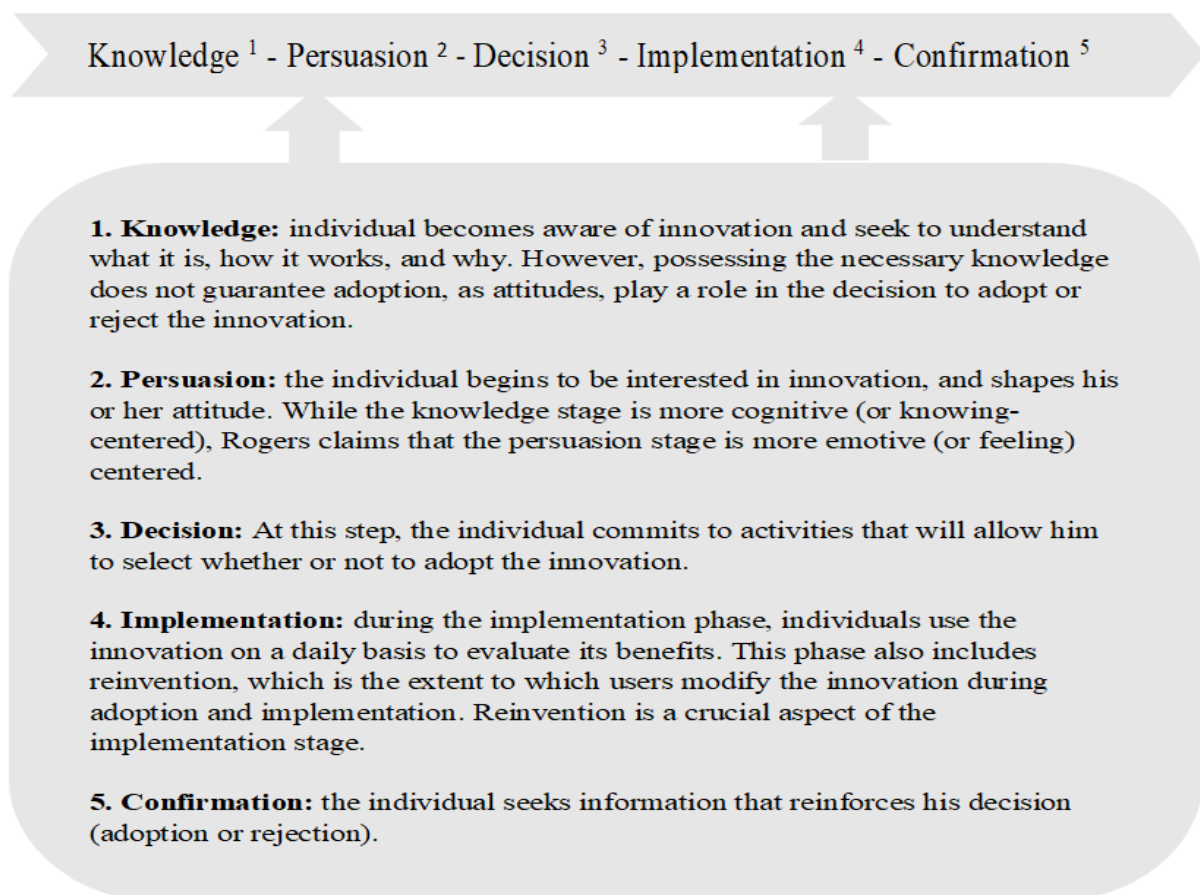 Knowledge ¹ - Persuasion ² - Decision ³ - Implementation ⁴ - Confirmation ⁵
1. Knowledge: individual becomes aware of innovation and seek to understand
what it is, how it works, and why. However, possessing the necessary knowledge
does not guarantee adoption, as attitudes, play a role in the decision to adopt or
reject the innovation.
2. Persuasion: the individual begins to be interested in innovation, and shapes his
or her attitude. While the knowledge stage is more cognitive (or knowing-
centered), Rogers claims that the persuasion stage is more emotive (or feeling)
centered.
3. Decision: At this step, the individual commits to activities that will allow him
to select whether or not to adopt the innovation.
4. Implementation: during the implementation phase, individuals use the
innovation on a daily basis to evaluate its benefits. This phase also includes
reinvention, which is the extent to which users modify the innovation during
adoption and implementation. Reinvention is a crucial aspect of the
implementation stage.
5. Confirmation: the individual seeks information that reinforces his decision
(adoption or rejection).